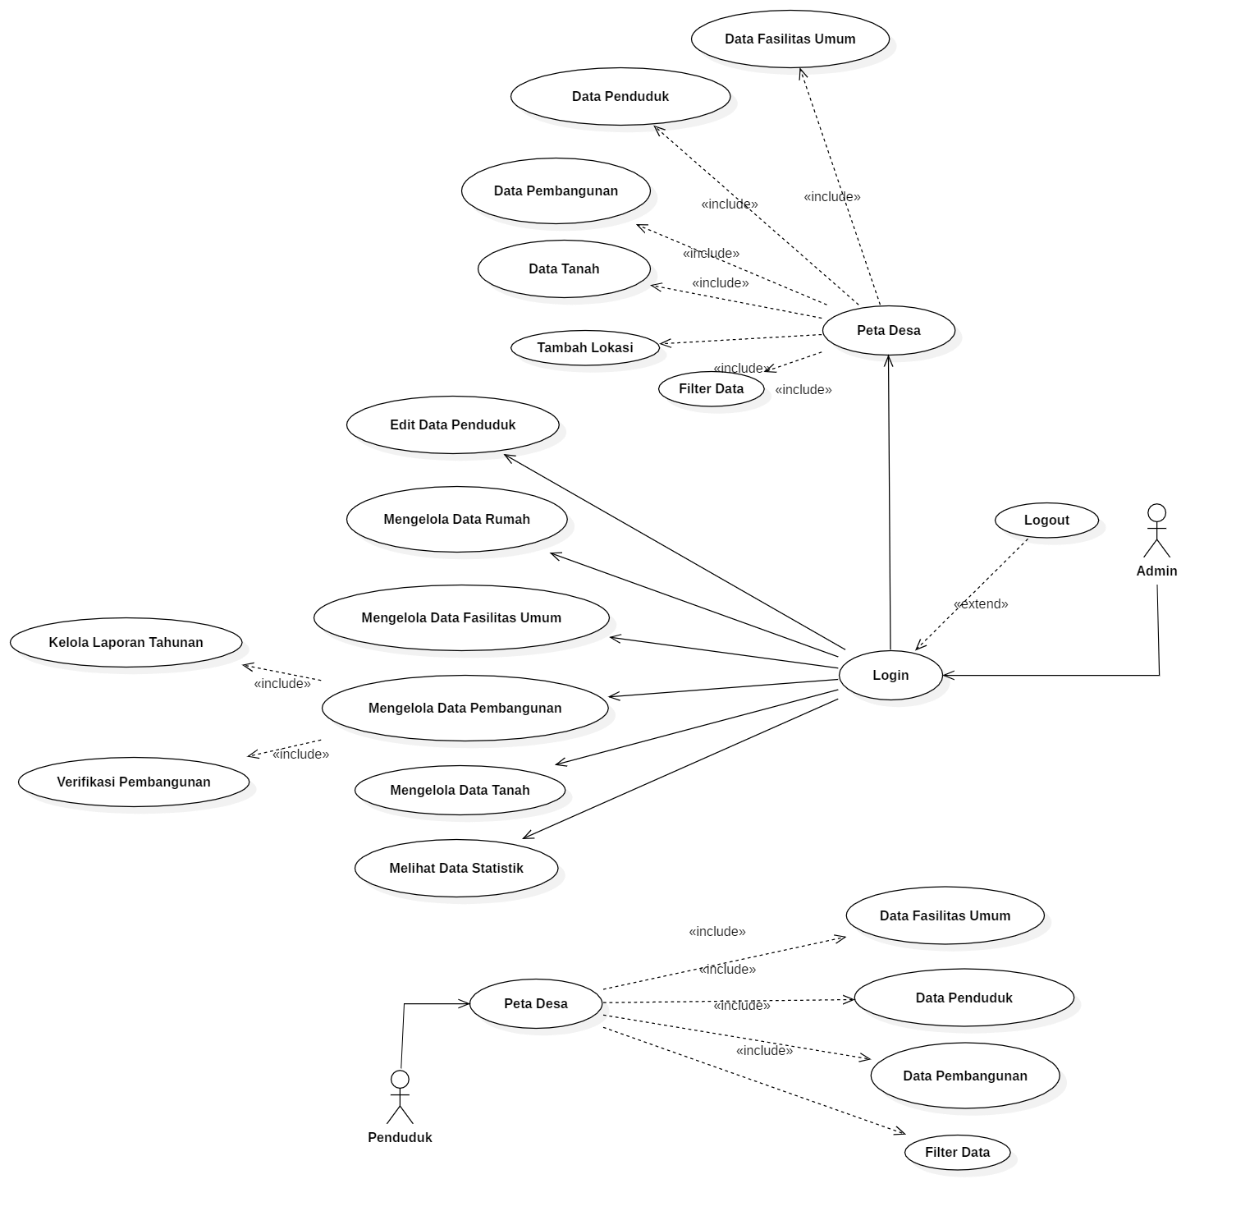 Data Fasilitas Umum
Data Penduduk
Data Pembangunan
«include»
«include»
«include»
Data Tanah
«include»
Peta Desa
Tambah Lokasi
«include»
Filter Data
«include»
Edit Data Penduduk
Mengelola Data Rumah
Logout
Admin
«extend»
Mengelola Data Fasilitas Umum
Kelola Laporan Tahunan
Login
«include»
Mengelola Data Pembangunan
«include»
Verifikasi Pembangunan
Mengelola Data Tanah
Melihat Data Statistik
Data Fasilitas Umum
«include»
«include»
Data Penduduk
Peta Desa
«include»
«include»
Data Pembangunan
Penduduk
Filter Data